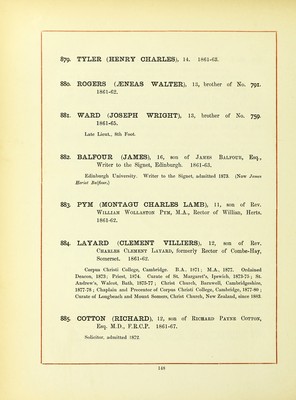 879. TYLER (HENRY CHARLES), 14. 1861-63.
880. ROGERS (ÆNEAS WALTER), 13, brother of No. 791.
1861-62.
881. WARD (JOSEPH WRIGHT), 13, brother of No. 759.
1861-65.
Late Lieut., 8th Foot.
882. BALFOUR (JAMES), 16, son of JAMES BALFOUR, Esq.,
Writer to the Signet, Edinburgh. 1861-63.
Edinburgh University. Writer to the Signet, admitted 1873. (Now James
Heriot Balfour.)
883. PYM (MONTAGU CHARLES LAMB), 11, son of Rev.
WILLIAM WOLLASTON PYM, M.A., Rector of Willian, Herts.
1861-62.
884. LAYARD (CLEMENT VILLIERS), 12, son of Rev.
CHARLES CLEMENT LAYARD, formerly Rector of Combe-Hay,
Somerset. 1861-62.
Corpus Christi College, Cambridge. B.A. 1871; M.A., 1877. Ordained
Deacon, 1873; Priest, 1874. Curate of St. Margaret's, Ipswich, 1873-75; St.
Andrew's, Walcot, Bath, 1875-77; Christ Church, Barnwell, Cambridgeshire,
1877-78; Chaplain and Precentor of Corpus Christi College, Cambridge, 1877-80;
Curate of Longbeach and Mount Somers, Christ Church, New Zealand, since 1883.
885. COTTON (RICHARD), 12, son of RICHARD PAYNE COTTON,
Esq. M.D., F.R.C.P. 1861-67.
Solicitor, admitted 1872.
148